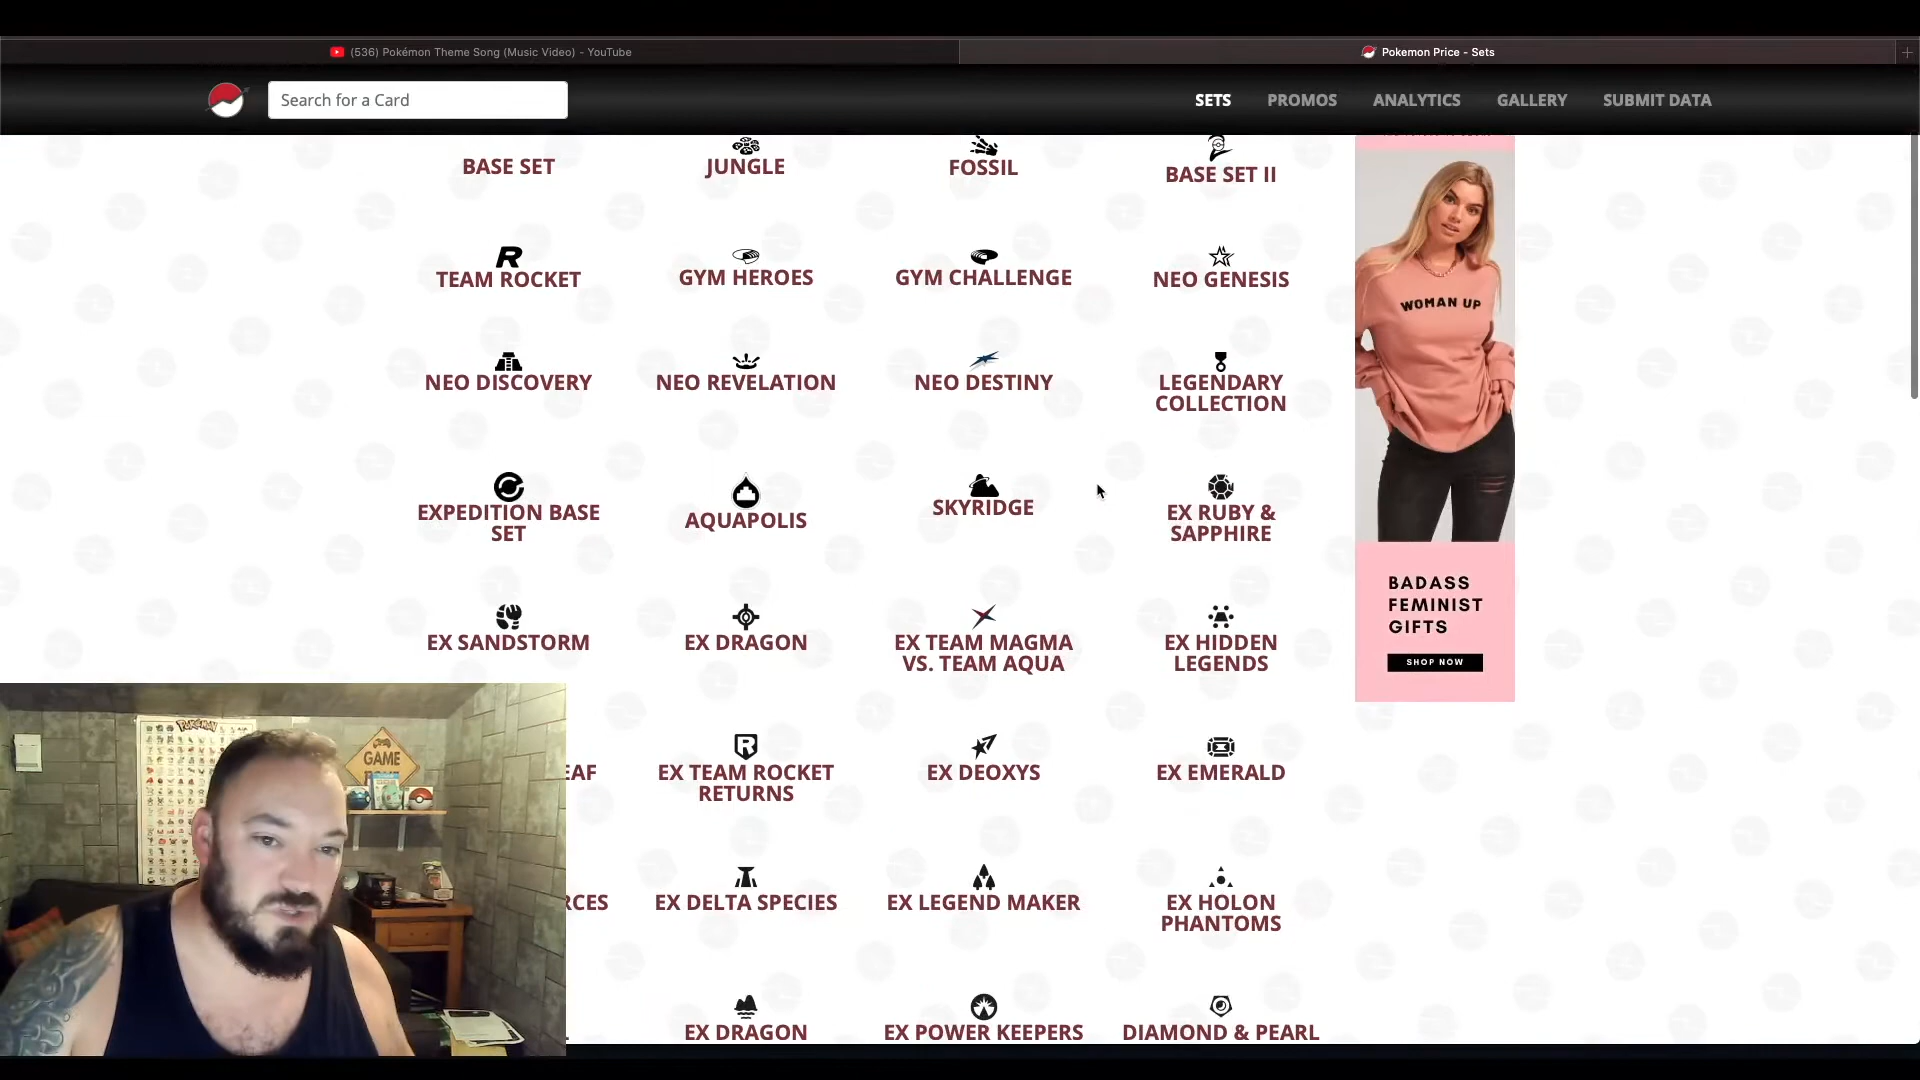 (536) Pokémon Theme Song (Music Video) - YouTube
Pokemon Price - Sets
Search for a Card
SETS
PROMOS
ANALYTICS
GALLERY
SUBMIT DATA
BASE SET
JUNGLE
FOSSIL
BASE SET II
TEAM ROCKET
GYM HEROES
GYM CHALLENGE
NEO GENESIS
NEO DISCOVERY
NEO REVELATION
NEO DESTINY
LEGENDARY
COLLECTION
EXPEDITION BASE
SET
AQUAPOLIS
SKYRIDGE
EX RUBY &
SAPPHIRE
EX SANDSTORM
EX DRAGON
EX TEAM MAGMA
VS. TEAM AQUA
EX HIDDEN
LEGENDS
EAF
EX TEAM ROCKET
RETURNS
EX DEOXYS
EX EMERALD
RCES
EX DELTA SPECIES
EX LEGEND MAKER
EX HOLON
PHANTOMS
EX DRAGON
EX POWER KEEPERS
DIAMOND & PEARL
WOMAN UP
BADASS
FEMINIST
GIFTS
SHOP NOW
POKéMON
GAME